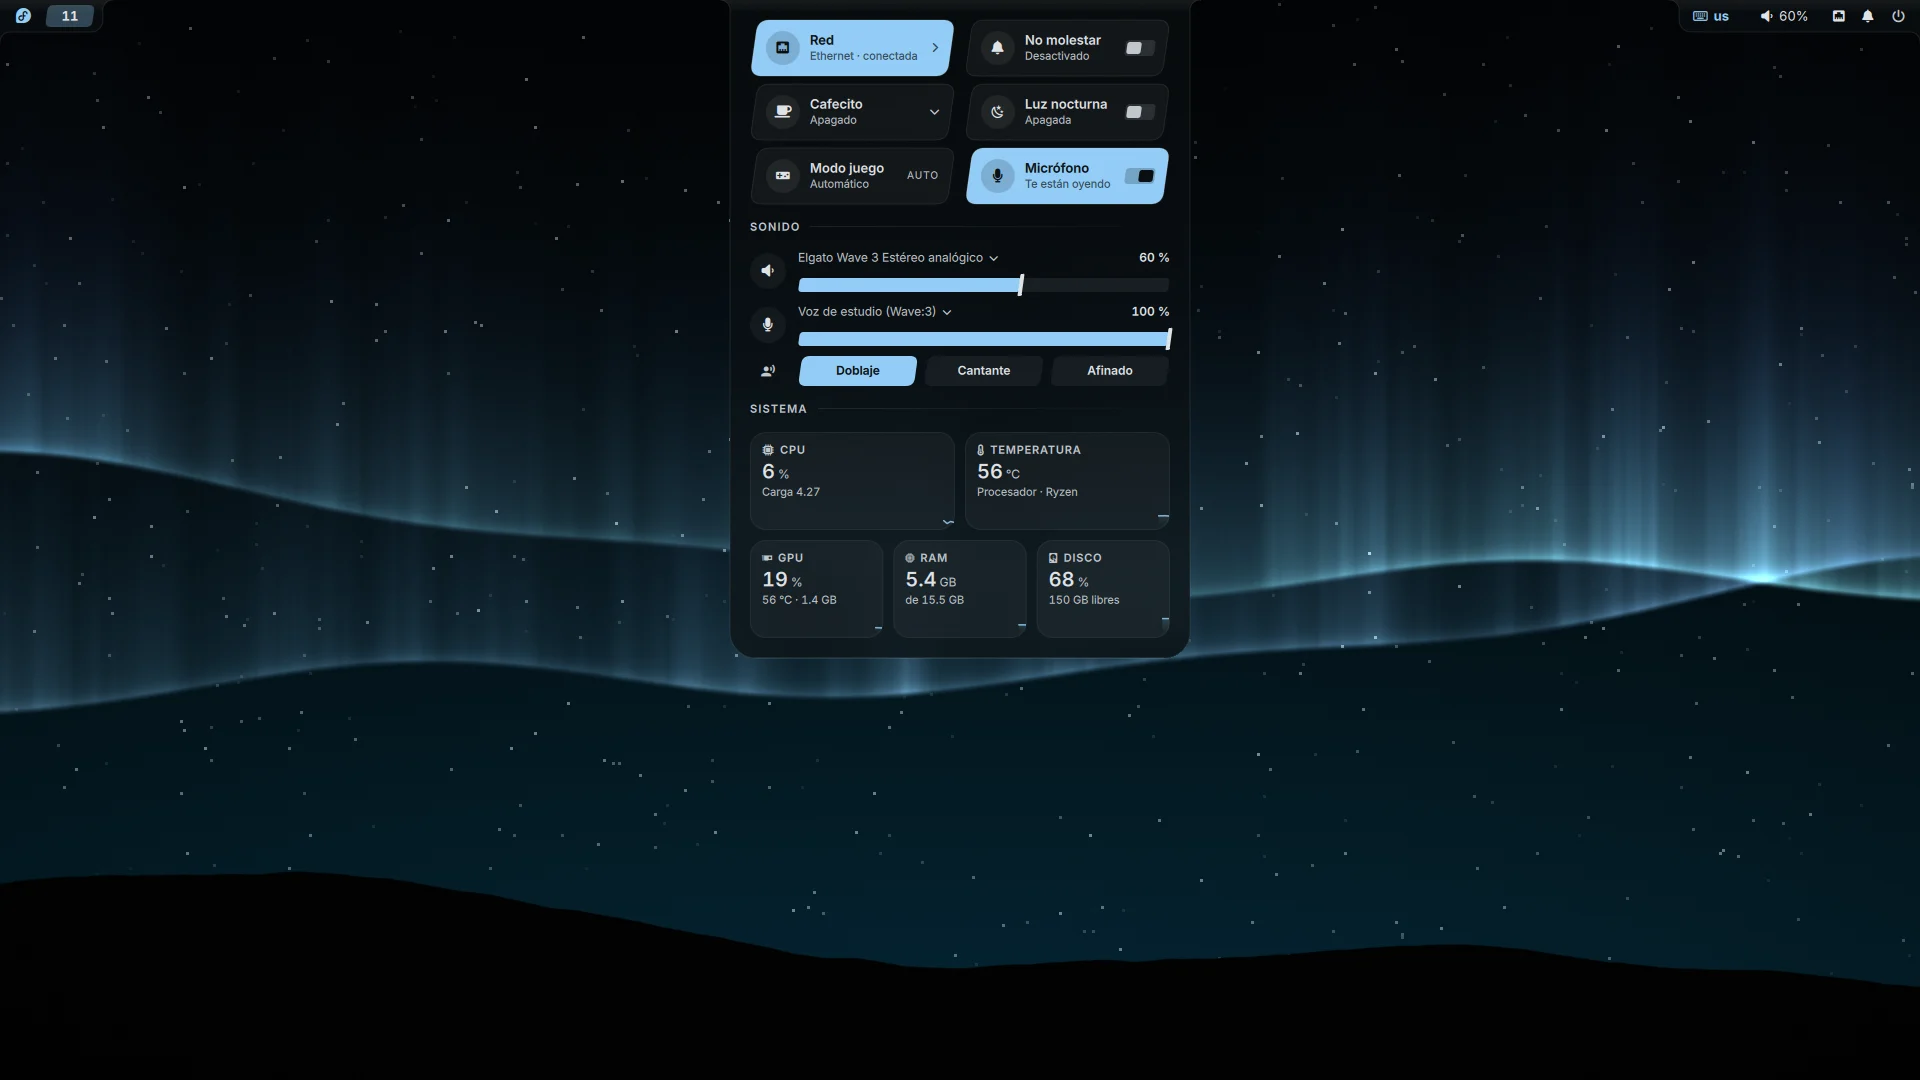 11
us
60%
Red
Ethernet · conectada
No molestar
Desactivado
Cafecito
Apagado
Luz nocturna
Apagada
Modo juego
Automático
AUTO
Micrófono
Te están oyendo
SONIDO
Elgato Wave 3 Estéreo analógico
60 %
Voz de estudio (Wave:3)
100 %
Doblaje
Cantante
Afinado
SISTEMA
CPU
6 %
Carga 4.27
TEMPERATURA
56 °C
Procesador · Ryzen
GPU
19 %
56 °C · 1.4 GB
RAM
5.4 GB
de 15.5 GB
DISCO
68 %
150 GB libres